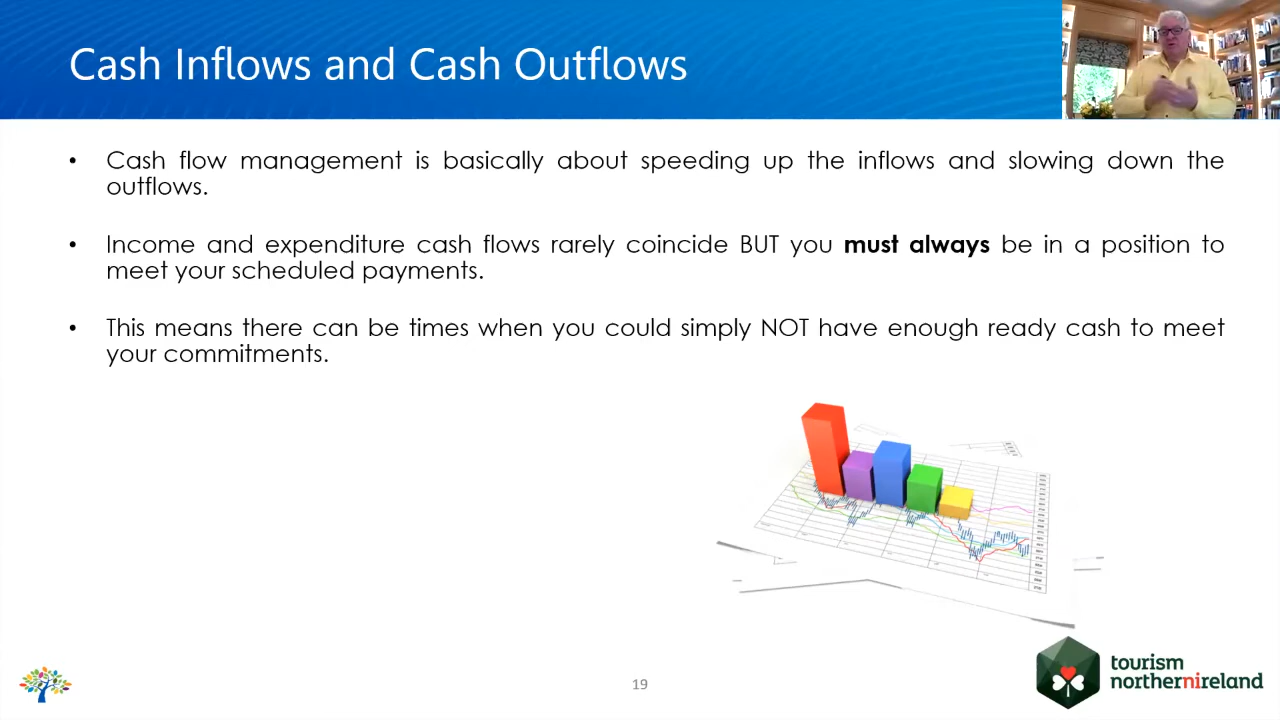 Cash Inflows and Cash Outflows
• Cash flow management is basically about speeding up the inflows and slowing down the
outflows.
• Income and expenditure cash flows rarely coincide BUT you must always be in a position to
meet your scheduled payments.
• This means there can be times when you could simply NOT have enough ready cash to meet
your commitments.
19
tourism
northernireland